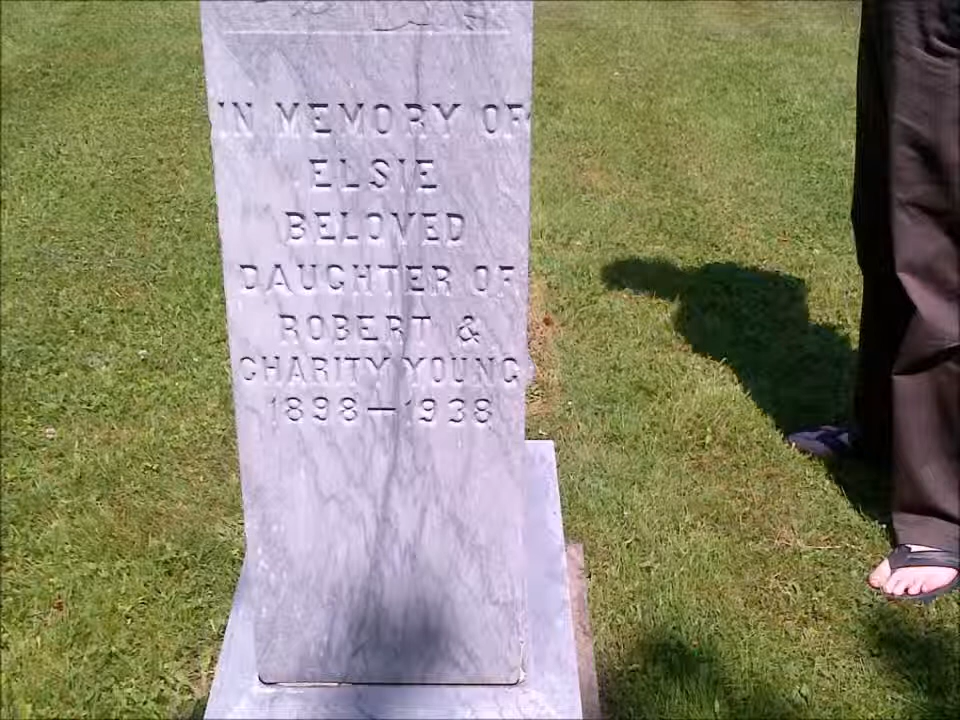 IN MEMORY OF
ELSIE
BELOVED
DAUGHTER OF
ROBERT &
CHARITY YOUNG
1898—1938